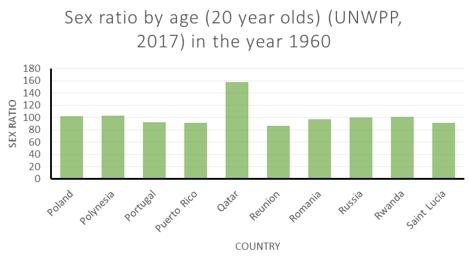 Sex ratio by age (20 year olds) (UNWPP,
2017) in the year 1960
SEX RATIO
180
160
140
120
100
80
60
40
20
0
Poland
Polynesia
Portugal
Puerto Rico
Qatar
Reunion
Romania
Russia
Rwanda
Saint Lucia
COUNTRY